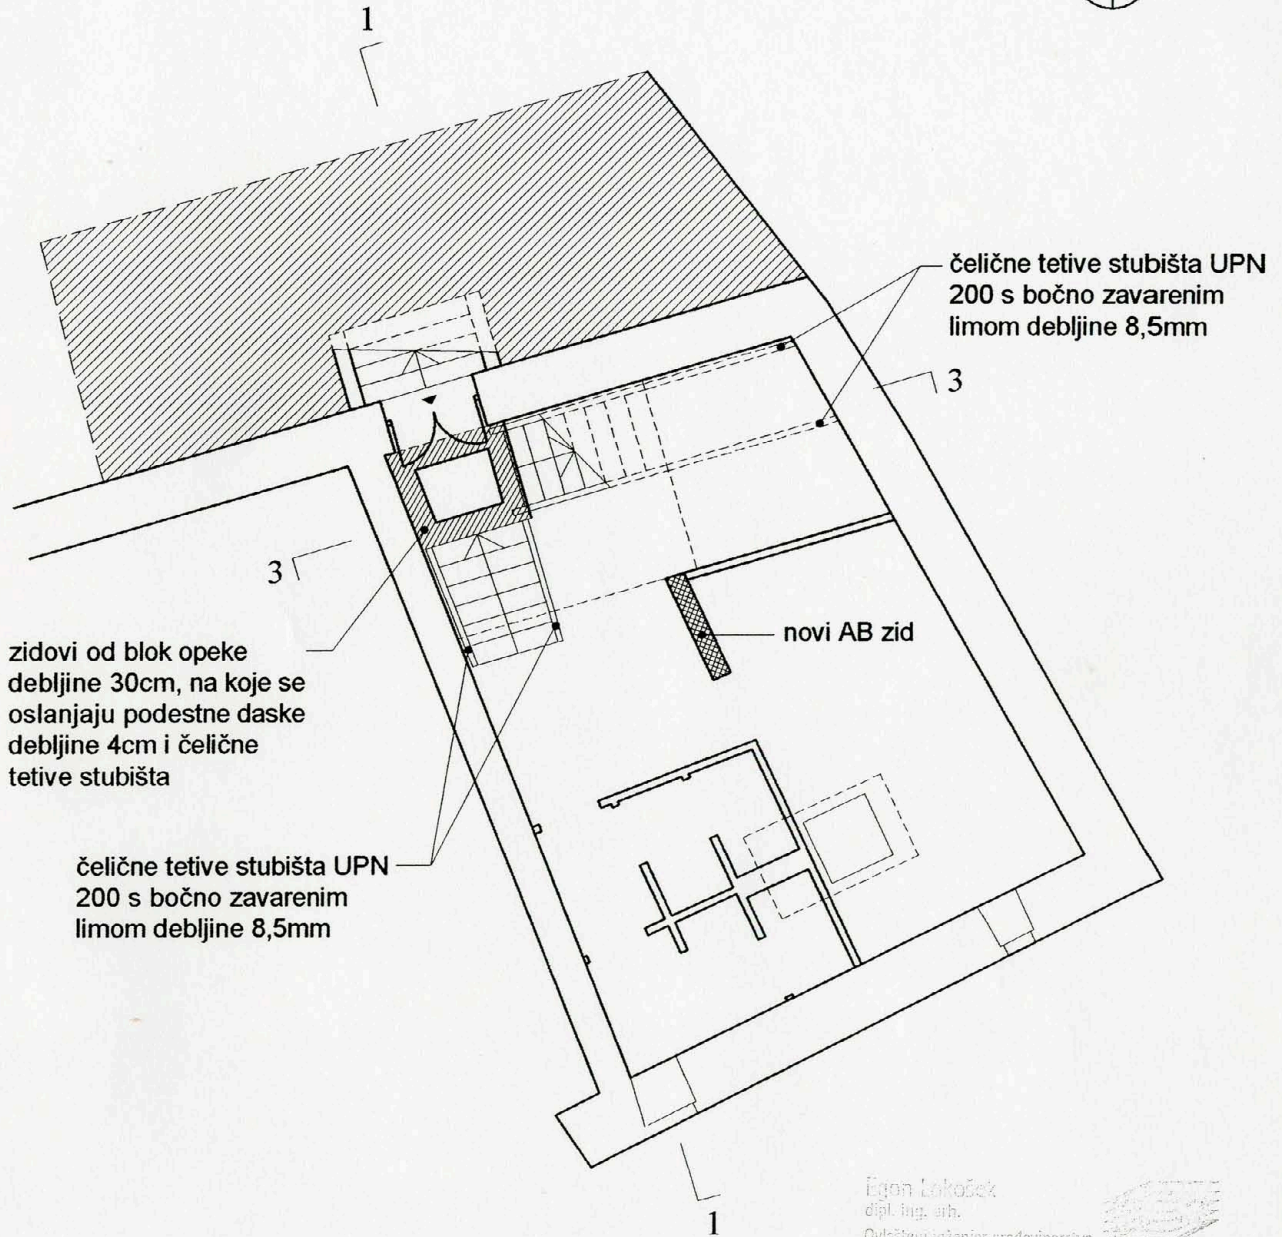 1
čelične tetive stubišta UPN
200 s bočno zavarenim
limom debljine 8,5mm
3
3
zidovi od blok opeke
debljine 30cm, na koje se
oslanjaju podestne daske
debljine 4cm i čelične
tetive stubišta
novi AB zid
čelične tetive stubišta UPN
200 s bočno zavarenim
limom debljine 8,5mm
1
Egon Lokošek
dipl. ing. arh.